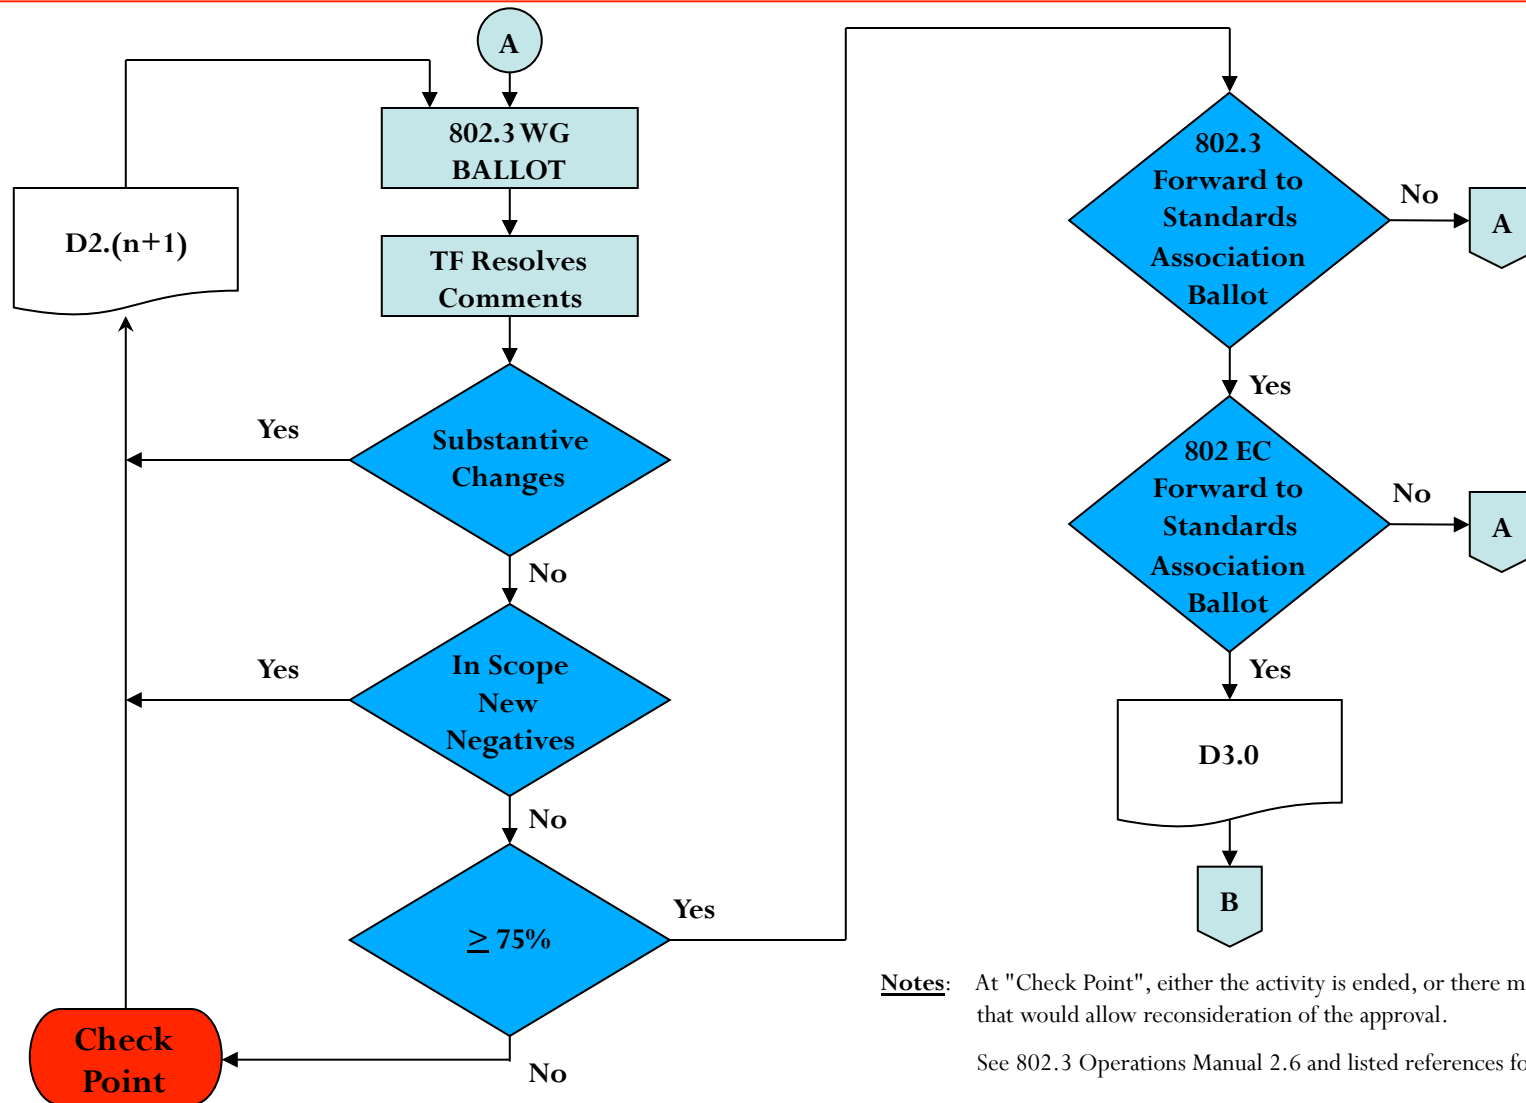 A
802.3 WG
BALLOT
D2.(n+1)
TF Resolves
Comments
Yes
Substantive
Changes
No
Yes
In Scope
New
Negatives
No
≥ 75%
Yes
No
Check
Point
802.3
Forward to
Standards
Association
Ballot
No
A
Yes
802 EC
Forward to
Standards
Association
Ballot
No
A
Yes
D3.0
B
Notes: At "Check Point", either the activity is ended, or there
that would allow reconsideration of the approval.
See 802.3 Operations Manual 2.6 and listed references